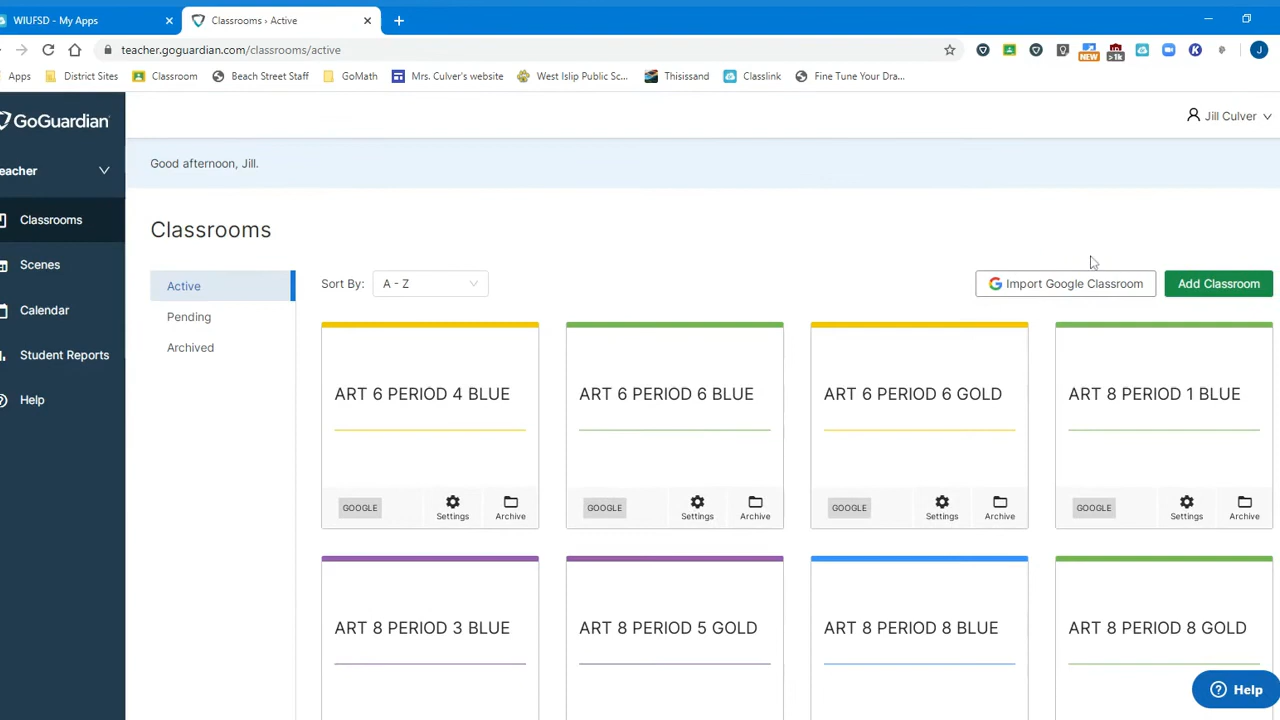 WIUFSD - My Apps
Classrooms › Active
teacher.goguardian.com/classrooms/active
NEW
>1k
J
Apps
District Sites
Classroom
Beach Street Staff
GoMath
Mrs. Culver's website
West Islip Public Sc...
Thisissand
Classlink
Fine Tune Your Dra...
GoGuardian
Jill Culver
eacher
Good afternoon, Jill.
Classrooms
Scenes
Calendar
Student Reports
Help
Classrooms
Active
Pending
Archived
Sort By:
A - Z
Import Google Classroom
Add Classroom
ART 6 PERIOD 4 BLUE
GOOGLE
Settings
Archive
ART 6 PERIOD 6 BLUE
GOOGLE
Settings
Archive
ART 6 PERIOD 6 GOLD
GOOGLE
Settings
Archive
ART 8 PERIOD 1 BLUE
GOOGLE
Settings
Archive
ART 8 PERIOD 3 BLUE
ART 8 PERIOD 5 GOLD
ART 8 PERIOD 8 BLUE
ART 8 PERIOD 8 GOLD
Help